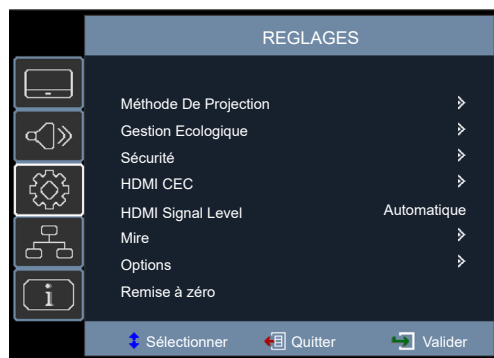 REGLAGES
Méthode De Projection
Gestion Ecologique
Sécurité
HDMI CEC
HDMI Signal Level Automatique
Mire
Options
Remise à zéro
i
Sélectionner Quitter Valider